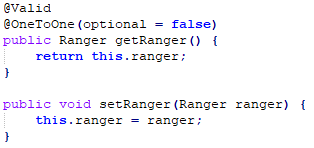 @Valid
@OneToOne(optional = false)
public Ranger getRanger() {
    return this.ranger;
}

public void setRanger(Ranger ranger) {
    this.ranger = ranger;
}